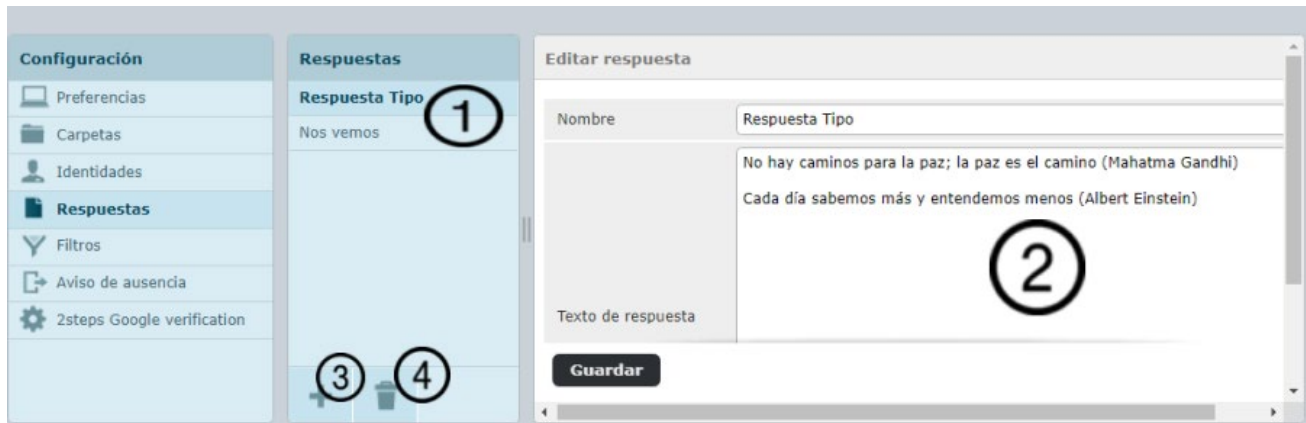 Configuración
Preferencias
Carpetas
Identidades
Respuestas
Filtros
Aviso de ausencia
2steps Google verification
Respuestas
Respuesta Tipo
1
Nos vemos
3
4
Editar respuesta
Nombre
Respuesta Tipo
No hay caminos para la paz; la paz es el camino (Mahatma Gandhi)
Cada día sabemos más y entendemos menos (Albert Einstein)
2
Texto de respuesta
Guardar